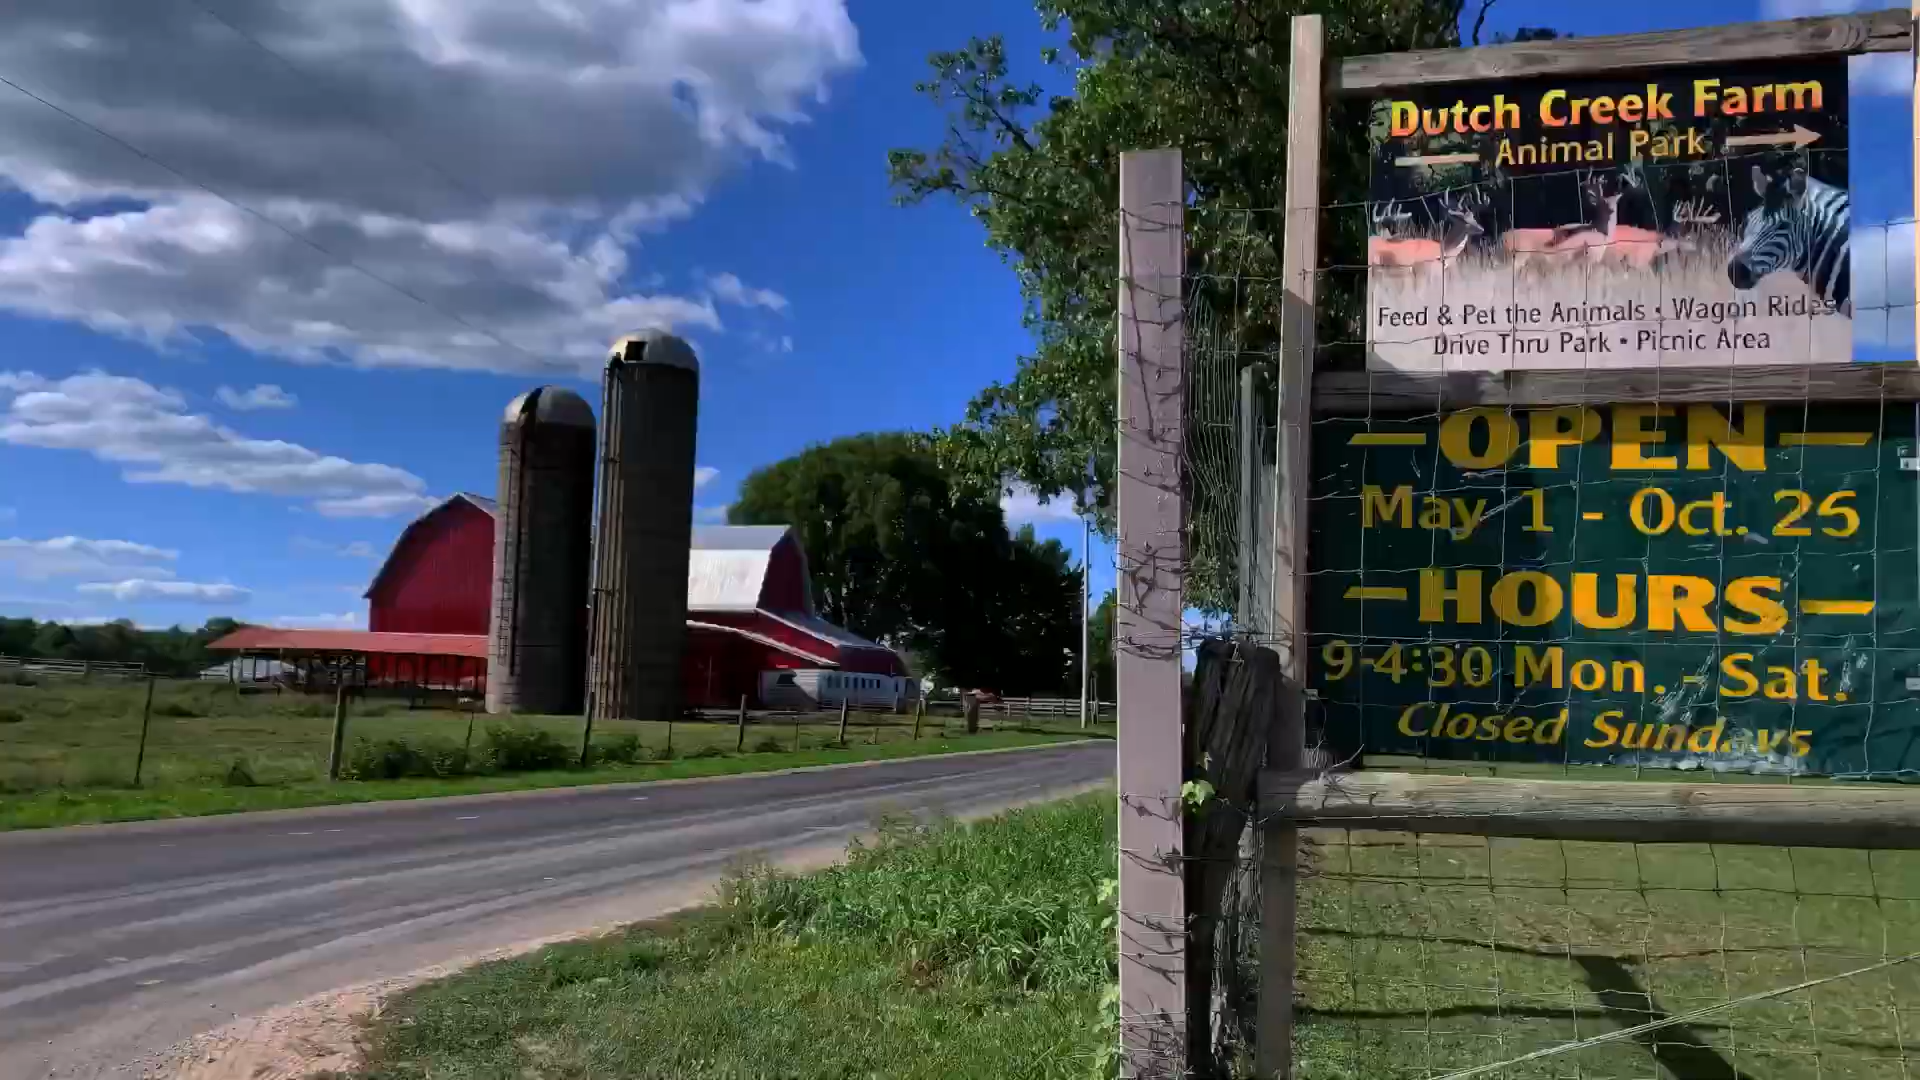 Dutch Creek Farm
Animal Park
Feed & Pet the Animals • Wagon Rides
Drive Thru Park • Picnic Area
—OPEN—
May 1 - Oct. 26
—HOURS—
9-4:30 Mon. - Sat.
Closed Sundays